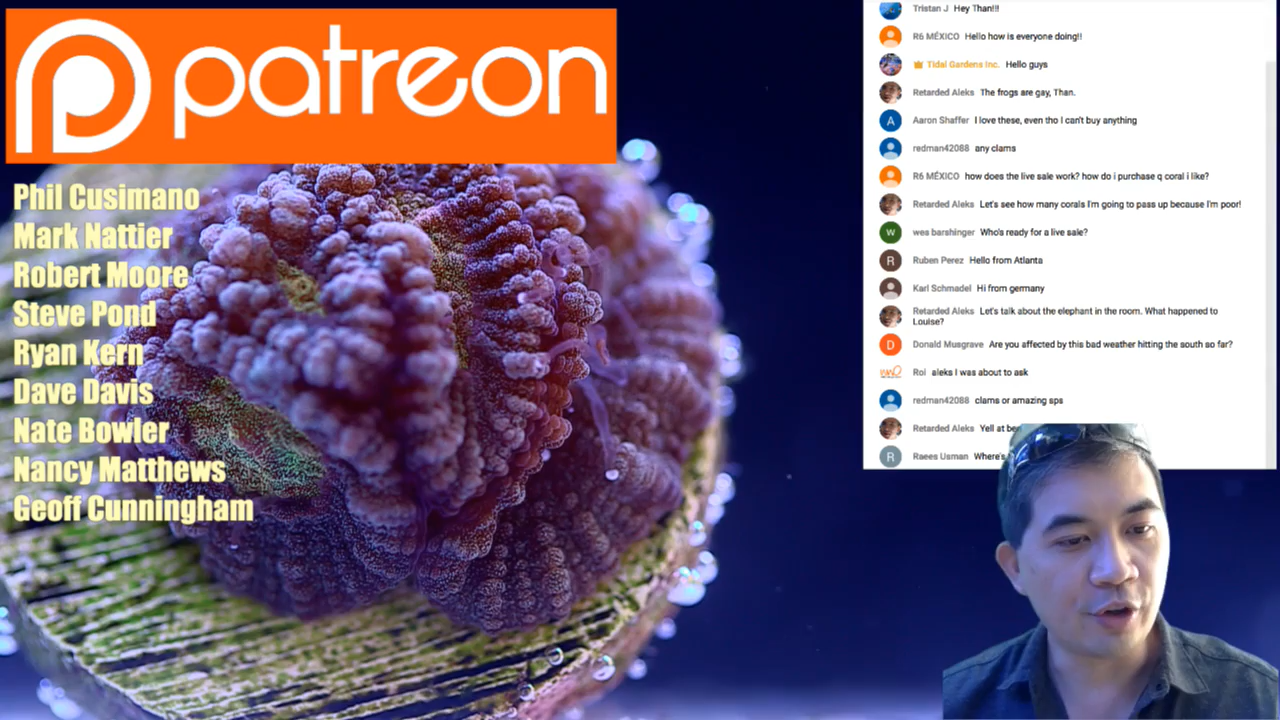 patreon
Phil Cusimano
Mark Nattier
Robert Moore
Steve Pond
Ryan Kern
Dave Davis
Nate Bowler
Nancy Matthews
Geoff Cunningham
Tristan J Hey Than!!!
R6 MÉXICO Hello how is everyone doing!!
Tidal Gardens Inc. Hello guys
Retarded Aleks The frogs are gay, Than.
A Aaron Shaffer I love these, even tho I can't buy anything
redman42088 any clams
R6 MÉXICO how does the live sale work? how do i purchase q coral i like?
Retarded Aleks Let's see how many corals I'm going to pass up because I'm poor!
W wea barshinger Who's ready for a live sale?
R Ruben Perez Hello from Atlanta
Karl Schmadel Hi from germany
Retarded Aleks Let's talk about the elephant in the room. What happened to
Louise?
D Donald Musgrave Are you affected by this bad weather hitting the south so far?
Roi aleks I was about to ask
redman42088 clams or amazing sps
Retarded Aleks Yell at
R Raees Usman Where's